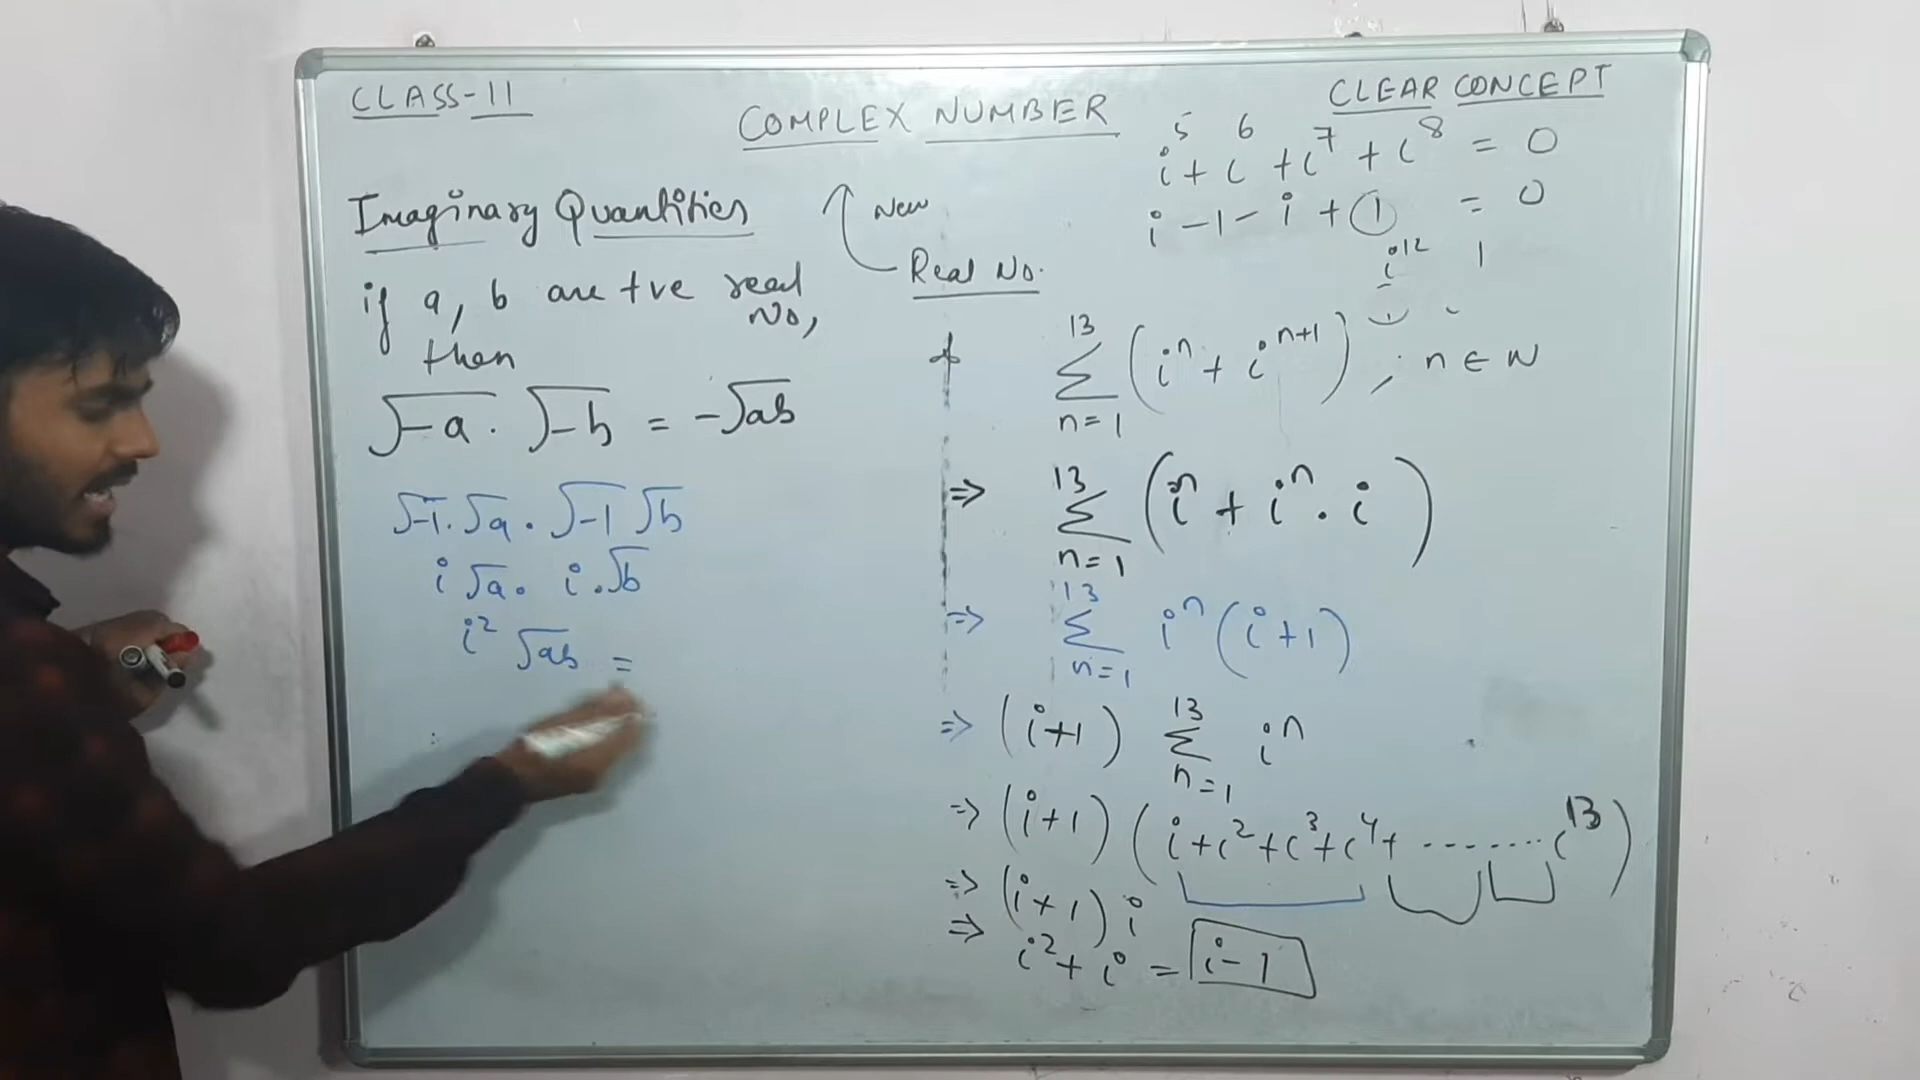 CLASS-11
COMPLEX NUMBER
CLEAR CONCEPT
Imaginary Quantities
if a, b are +ve real
No,
then
√-a . √-b = -√ab
√-1 . √a . √-1 √b
i √a . i . √b
i² √ab =
New
Real No.
i⁵ + i⁶ + i⁷ + i⁸ = 0
i - 1 - i + 1 = 0
i¹² 1
13
Σ (iⁿ + iⁿ⁺¹) ; n ∈ N
n = 1
13
⇒ Σ (iⁿ + iⁿ . i)
n = 1
13
⇒ Σ iⁿ (i + 1)
n = 1
13
⇒ (i + 1) Σ iⁿ
n = 1
⇒ (i + 1) (i + i² + i³ + i⁴ + ........ i¹³)
⇒ (i + 1) i
⇒ i² + i = i - 1